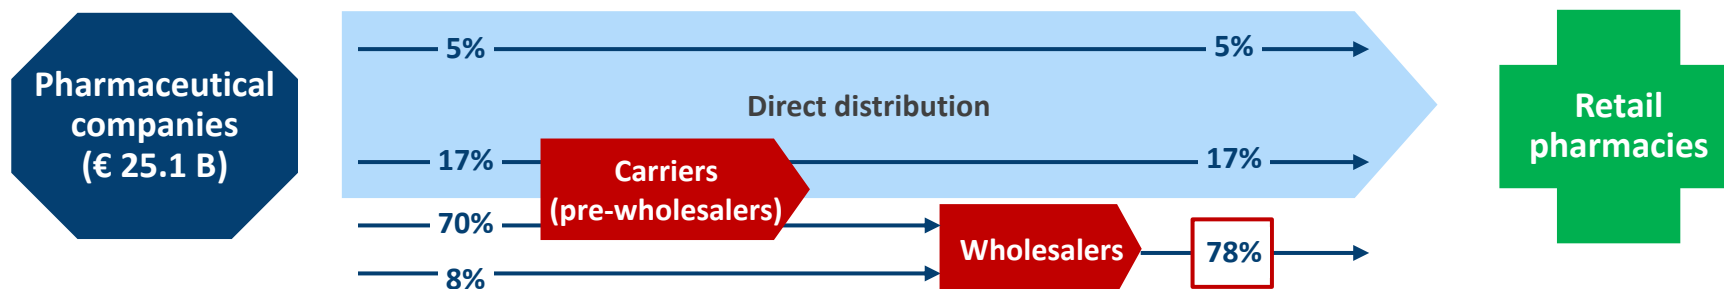 Pharmaceutical
companies
(€ 25.1 B)
5%
5%
Direct distribution
17%
Carriers
(pre-wholesalers)
17%
70%
8%
Wholesalers
78%
Retail
pharmacies